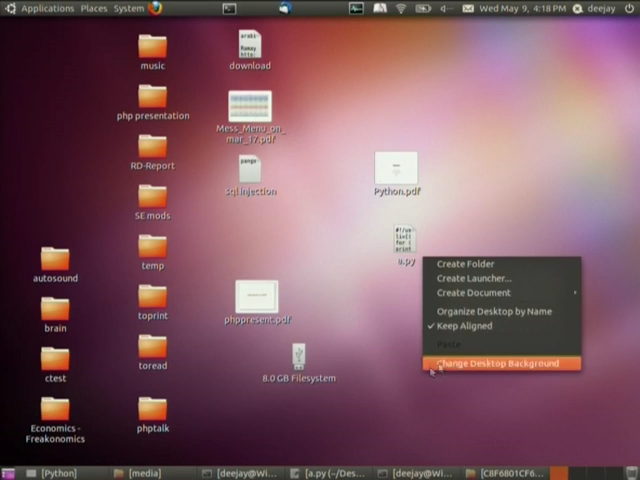 Applications Places System
Wed May 9, 4:18 PM deejay
music
download
php presentation
Mess_Menu_on_
mar_17.pdf
RD-Report
Sql injection
Python.pdf
SE mods
a.py
temp
autosound
toprint
phppresent.pdf
brain
toread
8.0 GB Filesystem
ctest
phptalk
Economics -
Freakonomics
Create Folder
Create Launcher...
Create Document
Organize Desktop by Name
Keep Aligned
Paste
Change Desktop Background
[Python]
[media]
[deejay@Wi...
[a.py (~/Des...
[deejay@Wi...
[C8F6801CF6...